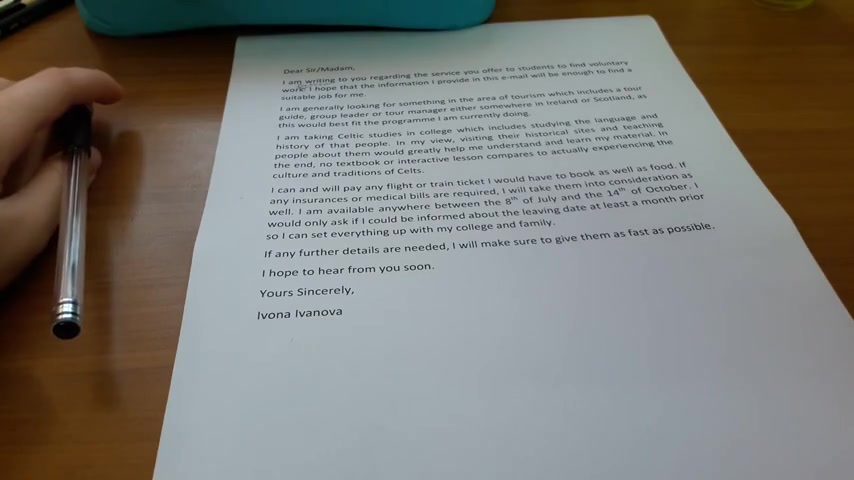 Dear Sir/Madam,
I am writing to you regarding the service you offer to students to find voluntary
work. I hope that the information I provide in this e-mail will be enough to find a
suitable job for me.
I am generally looking for something in the area of tourism which includes a tour
guide, group leader or tour manager either somewhere in Ireland or Scotland, as
this would best fit the programme I am currently doing.
I am taking Celtic studies in college which includes studying the language and
history of that people. In my view, visiting their historical sites and teaching
people about them would greatly help me understand and learn my material. In
the end, no textbook or interactive lesson compares to actually experiencing the
culture and traditions of Celts.
I can and will pay any flight or train ticket I would have to book as well as food. If
any insurances or medical bills are required, I will take them into consideration as
well. I am available anywhere between the 8th of July and the 14th of October. I
would only ask if I could be informed about the leaving date at least a month prior
so I can set everything up with my college and family.
If any further details are needed, I will make sure to give them as fast as possible.
I hope to hear from you soon.
Yours Sincerely,
Ivona Ivanova